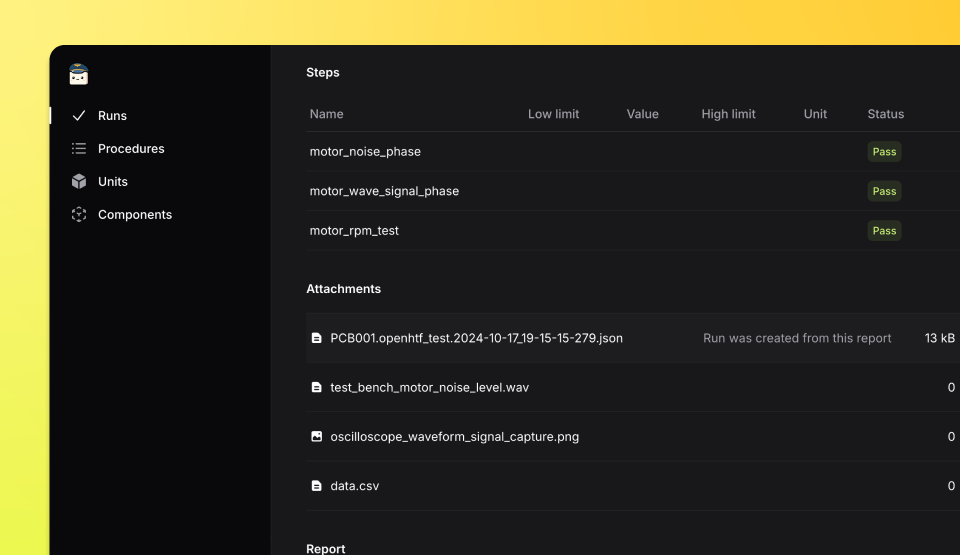 Runs
Procedures
Units
Components
Steps
Name Low limit Value High limit Unit Status
motor_noise_phase Pass
motor_wave_signal_phase Pass
motor_rpm_test Pass
Attachments
PCB001.openhtf_test.2024-10-17_19-15-15-279.json Run was created from this report 13 kB
test_bench_motor_noise_level.wav 0
oscilloscope_waveform_signal_capture.png 0
data.csv 0
Report